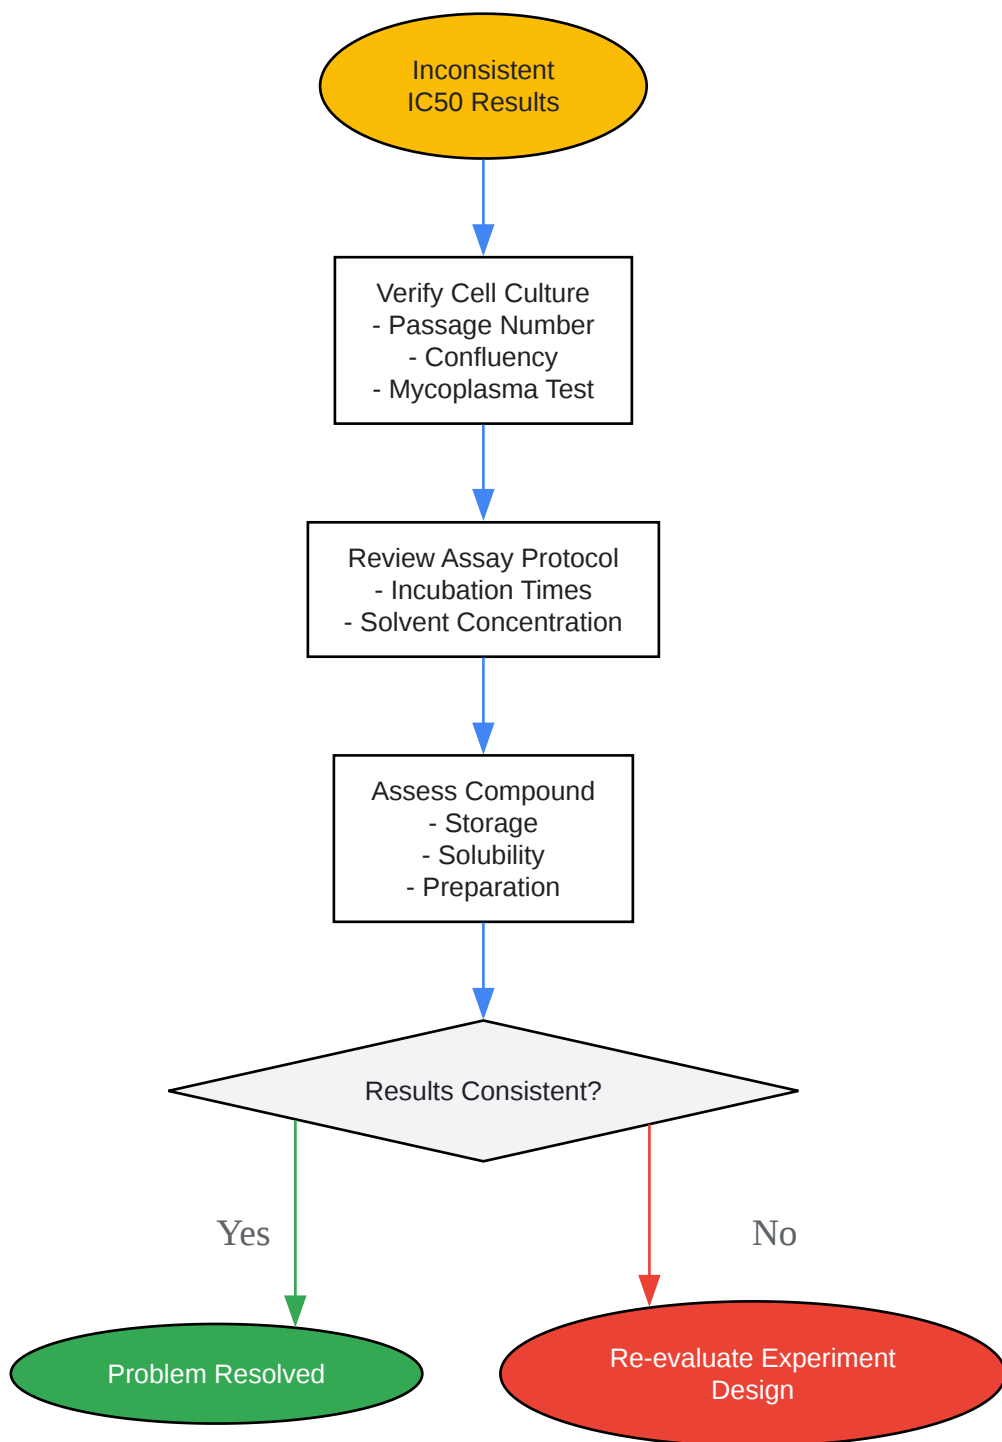 Inconsistent
IC50 Results
Verify Cell Culture
- Passage Number
- Confluency
- Mycoplasma Test
Review Assay Protocol
- Incubation Times
- Solvent Concentration
Assess Compound
- Storage
- Solubility
- Preparation
Results Consistent?
Yes
No
Problem Resolved
Re-evaluate Experiment
Design